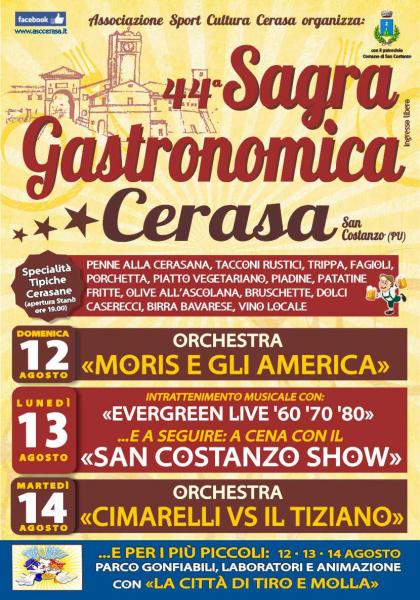 facebook
www.asccerasa.it
Associazione Sport Cultura Cerasa organizza:
con il patrocinio
Comune di San Costanzo
44ª Sagra
Gastronomica
Ingresso libero
Cerasa
San
Costanzo (PU)
Specialità
Tipiche
Cerasane
(apertura Stand
ore 19.00)
PENNE ALLA CERASANA, TACCONI RUSTICI, TRIPPA, FAGIOLI,
PORCHETTA, PIATTO VEGETARIANO, PIADINE, PATATINE
FRITTE, OLIVE ALL'ASCOLANA, BRUSCHETTE, DOLCI
CASERECCI, BIRRA BAVARESE, VINO LOCALE
DOMENICA
12
AGOSTO
ORCHESTRA
«MORIS E GLI AMERICA»
LUNEDÌ
13
AGOSTO
INTRATTENIMENTO MUSICALE CON:
«EVERGREEN LIVE '60 '70 '80»
...E A SEGUIRE: A CENA CON IL
«SAN COSTANZO SHOW»
MARTEDÌ
14
AGOSTO
ORCHESTRA
«CIMARELLI VS IL TIZIANO»
...E PER I PIÙ PICCOLI: 12 · 13 · 14 AGOSTO
PARCO GONFIABILI, LABORATORI E ANIMAZIONE
CON «LA CITTÀ DI TIRO E MOLLA»